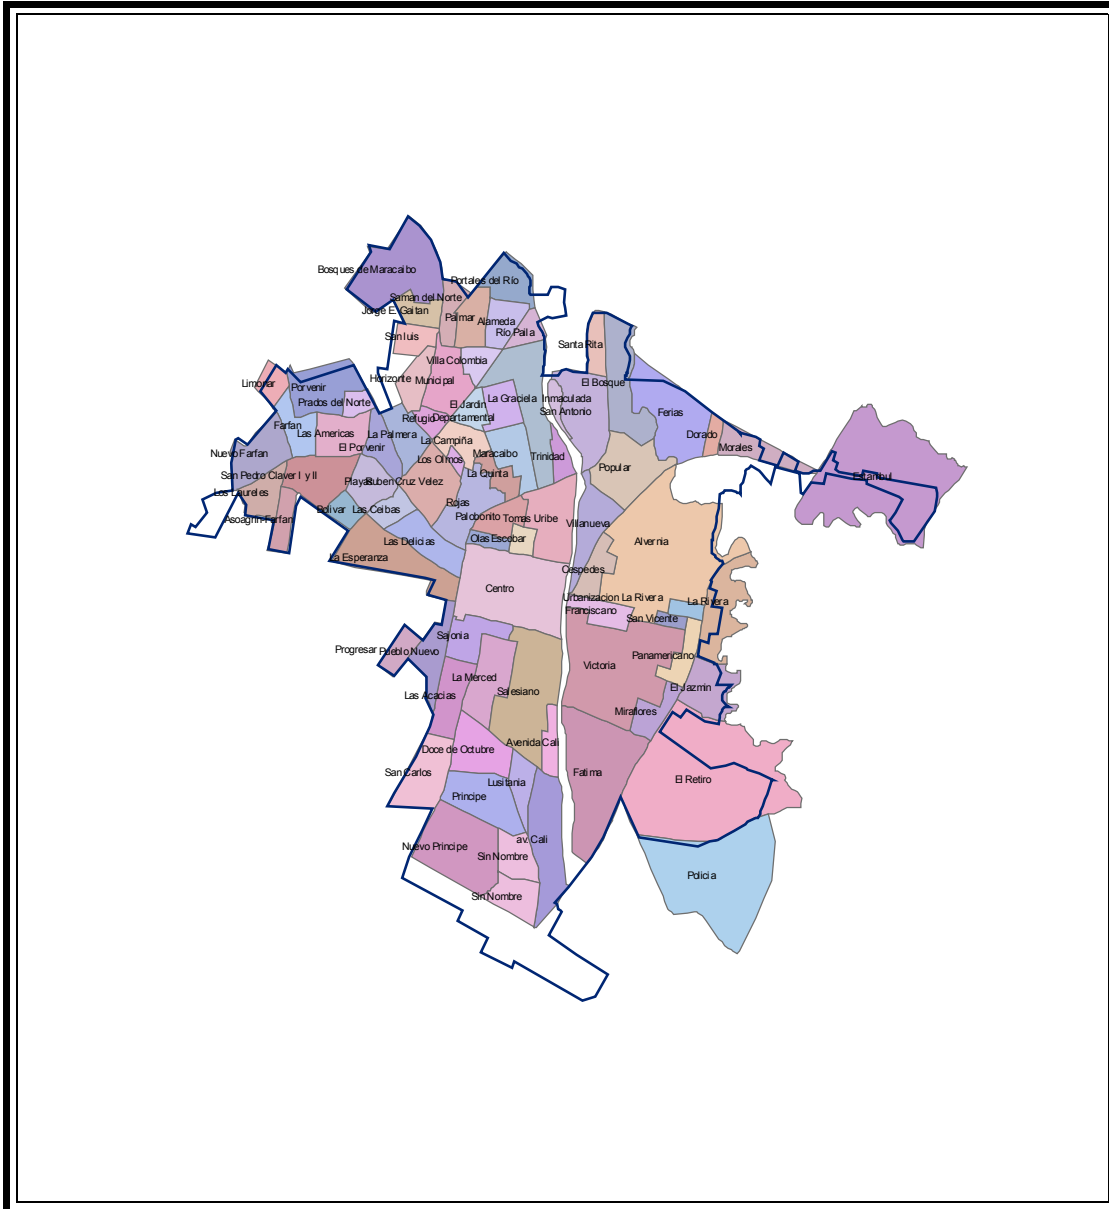 Bosques de Maracaibo
Portales del Río
Saman del Norte
Jorge E. Gaitan
Palmar
Alameda
Río Paila
San luis
Santa Rita
Villa Colombia
Horizonte
Municipal
El Bosque
Limonar
Porvenir
Prados del Norte
El Jardin
La Graciela
Inmaculada
San Antonio
Ferias
Refugio
Departamental
Farfan
Las Americas
La Palmera
La Campiña
Dorado
Morales
El Porvenir
Nuevo Farfan
Los Olmos
Maracaibo
Trinidad
Popular
Estambul
San Pedro Claver I y II
Playas
Ruben Cruz Velez
La Quinta
Los Laureles
Rojas
Bolivar
Las Ceibas
Asoagrin-Farfan
Palobonito
Tomas Uribe
Villanueva
Las Delicias
Olas Escobar
Alvernia
La Esperanza
Cespedes
Centro
Urbanizacion La Rivera
La Rivera
Franciscano
San Vicente
Sajonia
Progresar
Pueblo Nuevo
Panamericano
Victoria
La Merced
Salesiano
El Jazmin
Las Acacias
Miraflores
Avenida Cali
Doce de Octubre
San Carlos
Fatima
El Retiro
Lusitania
Principe
av. Cali
Nuevo Principe
Sin Nombre
Policia
Sin Nombre